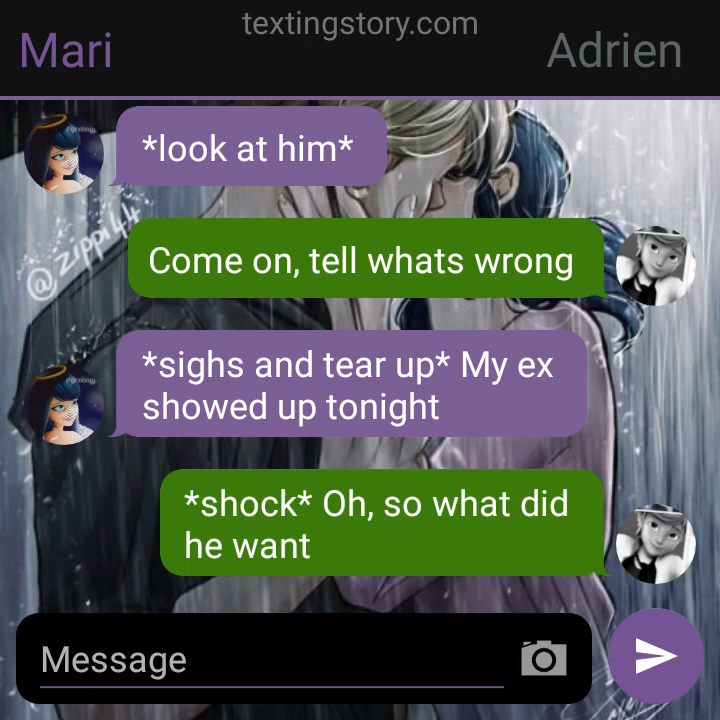 textingstory.com
Mari
Adrien
*look at him*
@zippi44
Come on, tell whats wrong
*sighs and tear up* My ex
showed up tonight
*shock* Oh, so what did
he want
Message